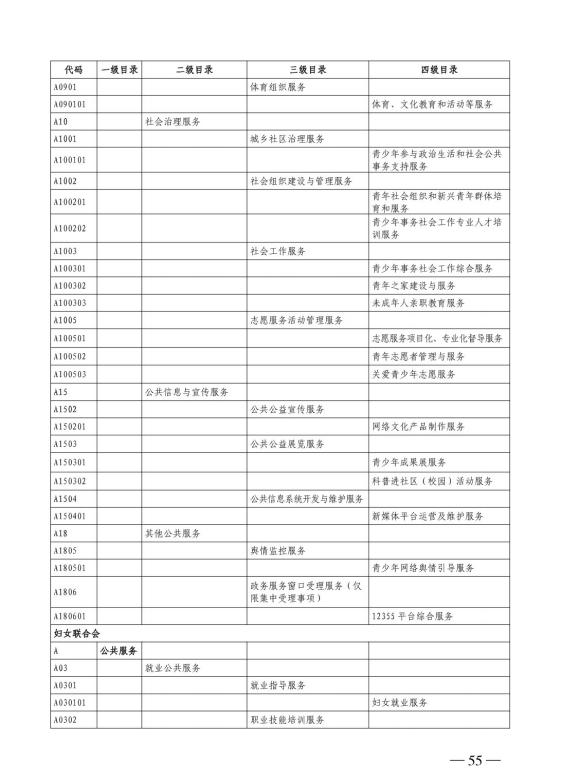 代码 一级目录 二级目录 三级目录 四级目录
A0901 体育组织服务
A090101 体育、文化教育和活动等服务
A10 社会治理服务
A1001 城乡社区治理服务
A100101 青少年参与政治生活和社会公共
事务支持服务
A1002 社会组织建设与管理服务
A100201 青年社会组织和新兴青年群体培
育和服务
A100202 青少年事务社会工作专业人才培
训服务
A1003 社会工作服务
A100301 青少年事务社会工作综合服务
A100302 青年之家建设与服务
A100303 未成年人亲职教育服务
A1005 志愿服务活动管理服务
A100501 志愿服务项目化、专业化督导服务
A100502 青年志愿者管理与服务
A100503 关爱青少年志愿服务
A15 公共信息与宣传服务
A1502 公共公益宣传服务
A150201 网络文化产品制作服务
A1503 公共公益展览服务
A150301 青少年成果展服务
A150302 科普进社区（校园）活动服务
A1504 公共信息系统开发与维护服务
A150401 新媒体平台运营及维护服务
A18 其他公共服务
A1805 舆情监控服务
A180501 青少年网络舆情引导服务
A1806 政务服务窗口受理服务（仅
限集中受理事项）
A180601 12355 平台综合服务
妇女联合会
A 公共服务
A03 就业公共服务
A0301 就业指导服务
A030101 妇女就业服务
A0302 职业技能培训服务
— 55 —